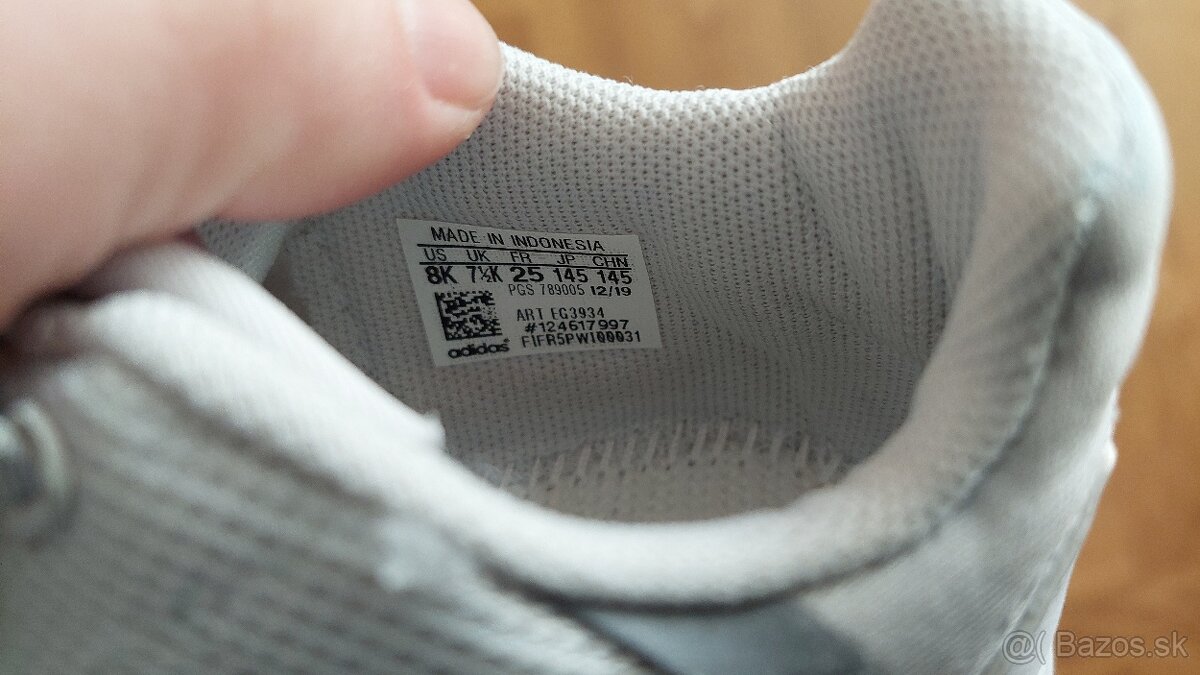 MADE IN INDONESIA
US UK FR JP CHN
8K 7½K 25 145 145
PGS 789005 12/19
ART EG3934
#124617997
F1FR5PW100031
adidas
@( Bazos.sk